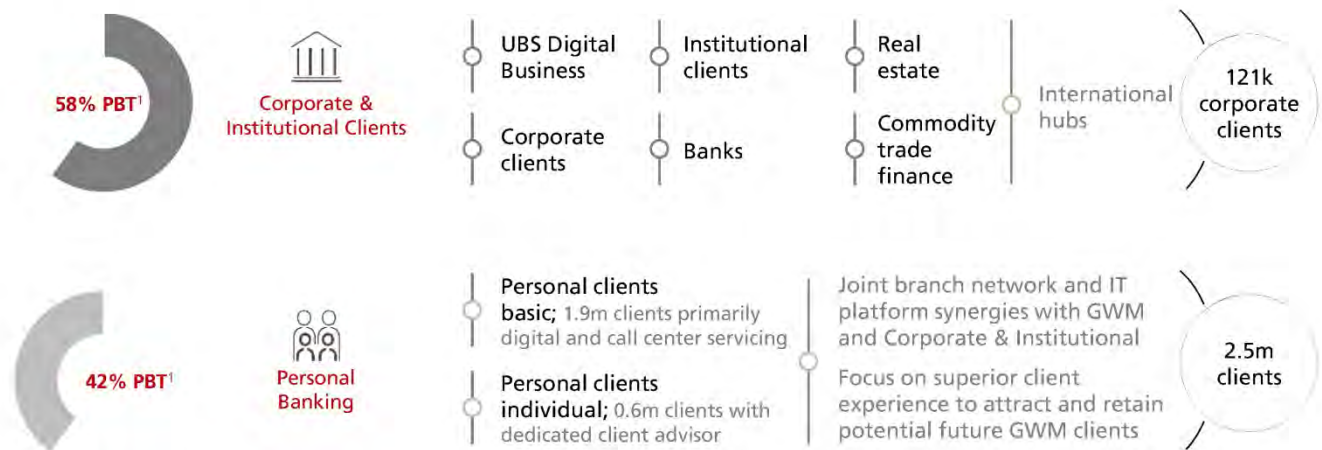 58% PBT¹
Corporate &
Institutional Clients
UBS Digital
Business
Institutional
clients
Real
estate
Corporate
clients
Banks
Commodity
trade
finance
International
hubs
121k
corporate
clients
42% PBT¹
Personal
Banking
Personal clients
basic; 1.9m clients primarily
digital and call center servicing
Personal clients
individual; 0.6m clients with
dedicated client advisor
Joint branch network and IT
platform synergies with GWM
and Corporate & Institutional
Focus on superior client
experience to attract and retain
potential future GWM clients
2.5m
clients